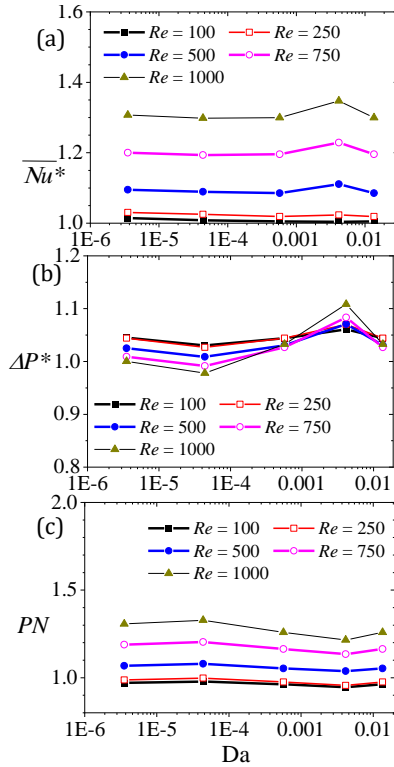 (a)
Re = 100 Re = 250
Re = 500 Re = 750
Re = 1000
1.6
1.4
1.2
1.0
Nu*
1E-6 1E-5 1E-4 0.001 0.01
(b)
1.2
1.1
1.0
0.9
0.8
ΔP*
Re = 100 Re = 250
Re = 500 Re = 750
Re = 1000
1E-6 1E-5 1E-4 0.001 0.01
(c)
2.0
1.5
1.0
PN
Re = 100 Re = 250
Re = 500 Re = 750
Re = 1000
1E-6 1E-5 1E-4 0.001 0.01
Da